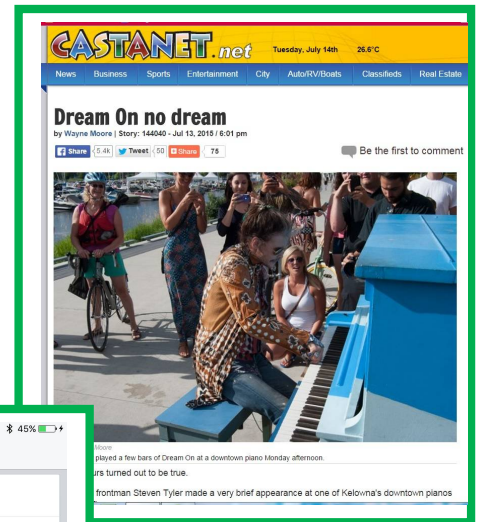 CASTANET.net
Tuesday, July 14th 26.6°C
News Business Sports Entertainment City Auto/RV/Boats Classifieds Real Estate
Dream On no dream
by Wayne Moore | Story: 144040 - Jul 13, 2015 / 6:01 pm
Share 5.4k Tweet 50 Share 75
Be the first to comment
Moore
played a few bars of Dream On at a downtown piano Monday afternoon.
45%
urs turned out to be true.
frontman Steven Tyler made a very brief appearance at one of Kelowna's downtown pianos